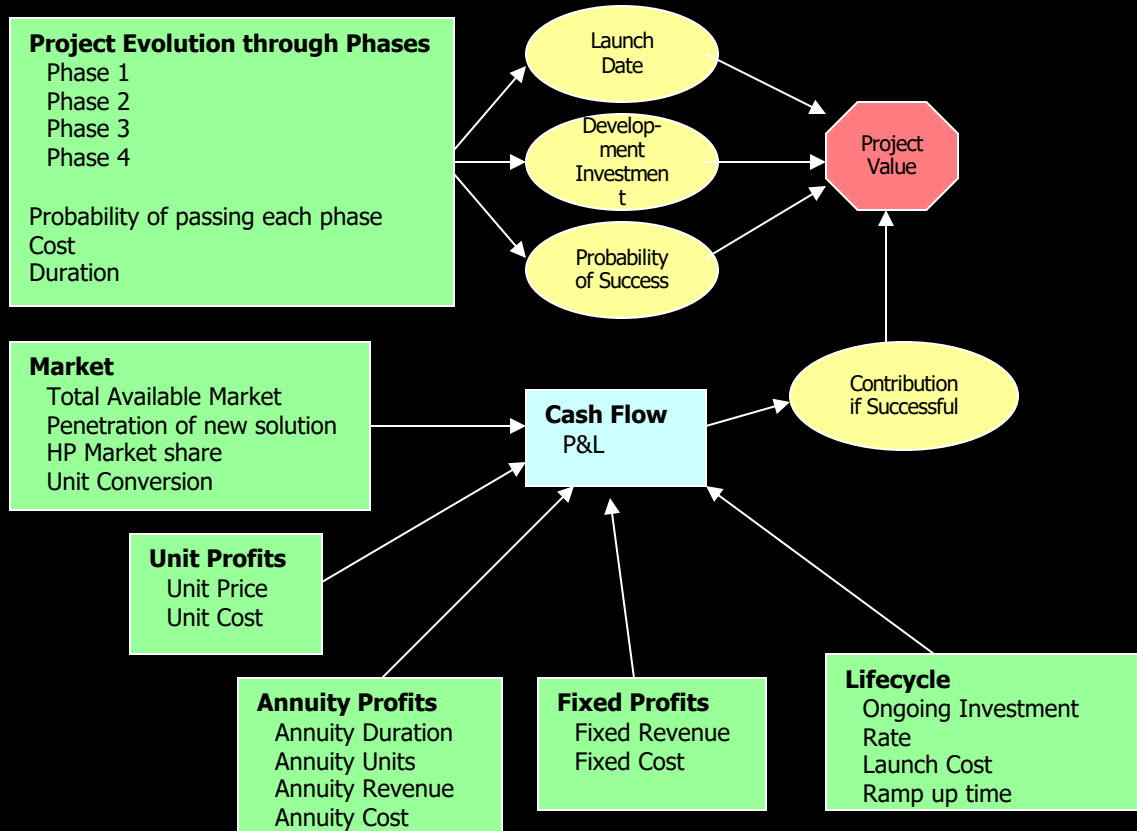 Project Evolution through Phases
Phase 1
Phase 2
Phase 3
Phase 4
Probability of passing each phase
Cost
Duration
Launch
Date
Develop-
ment
Investmen
t
Probability
of Success
Project
Value
Market
Total Available Market
Penetration of new solution
HP Market share
Unit Conversion
Cash Flow
P&L
Contribution
if Successful
Unit Profits
Unit Price
Unit Cost
Annuity Profits
Annuity Duration
Annuity Units
Annuity Revenue
Annuity Cost
Fixed Profits
Fixed Revenue
Fixed Cost
Lifecycle
Ongoing Investment
Rate
Launch Cost
Ramp up time